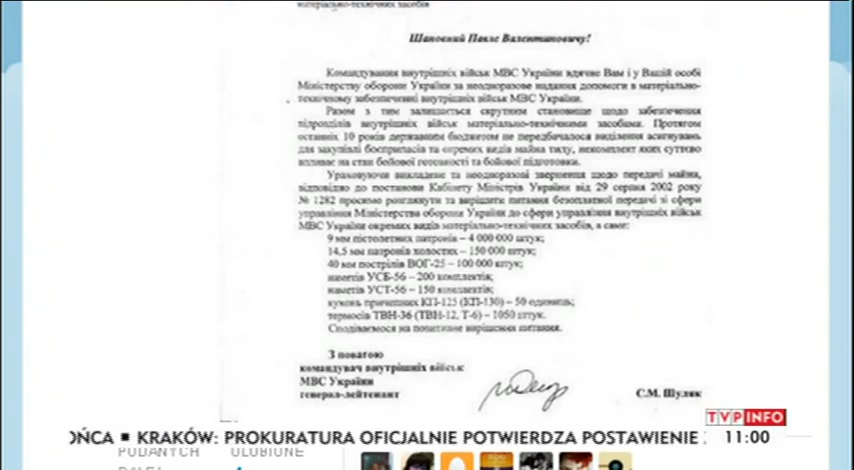 матеріально-технічних засобів
Шановний Павле Валентиновичу!
Командування внутрішніх військ МВС України вдячне Вам і у Вашій особі
Міністерству оборони України за неодноразове надання допомоги в матеріально-
технічному забезпеченні внутрішніх військ МВС України.
Разом з тим залишається скрутним становище щодо забезпечення
підрозділів внутрішніх військ матеріально-технічними засобами. Протягом
останніх 10 років державним бюджетом не передбачалося виділення асигнувань
для закупівлі боєприпасів та окремих видів майна тилу, некомплект яких суттєво
впливає на стан бойової готовності та бойової підготовки.
Ураховуючи викладене та неодноразові звернення щодо передачі майна,
відповідно до постанови Кабінету Міністрів України від 29 серпня 2002 року
№ 1282 просимо розглянути та вирішити питання безоплатної передачі зі сфери
управління Міністерства оборони України до сфери управління внутрішніх військ
МВС України окремих видів матеріально-технічних засобів, а саме:
9 мм пістолетних патронів – 4 000 000 штук;
14,5 мм патронів холостих – 150 000 штук;
40 мм пострілів ВОГ-25 – 100 000 штук;
наметів УСБ-56 – 200 комплектів;
наметів УСТ-56 – 150 комплектів;
кухонь причепних КП-125 (КП-130) – 50 одиниць;
термосів ТВН-36 (ТВН-12, Т-6) – 1050 штук.
Сподіваємося на позитивне вирішення питання.
З повагою
командувач внутрішніх військ
МВС України
генерал-лейтенант С.М. Шуляк
TVP INFO
OŃCA ▪ KRAKÓW: PROKURATURA OFICJALNIE POTWIERDZA POSTAWIENIE 11:00
PODANYCH ULUBIONE